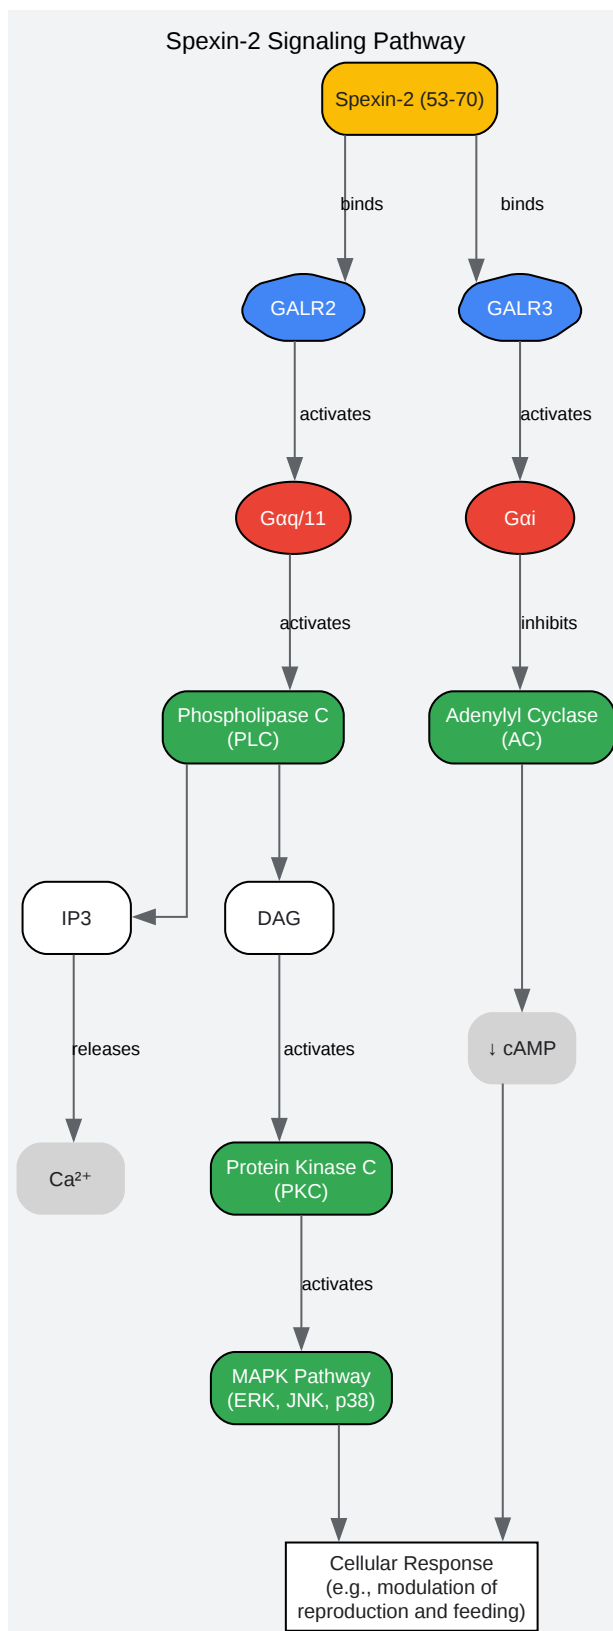 Spexin-2 Signaling Pathway
Spexin-2 (53-70)
binds
binds
GALR2
GALR3
activates
activates
Gαq/11
Gαi
activates
inhibits
Phospholipase C
(PLC)
Adenylyl Cyclase
(AC)
IP3
DAG
releases
activates
↓ cAMP
Ca²⁺
Protein Kinase C
(PKC)
activates
MAPK Pathway
(ERK, JNK, p38)
Cellular Response
(e.g., modulation of
reproduction and feeding)